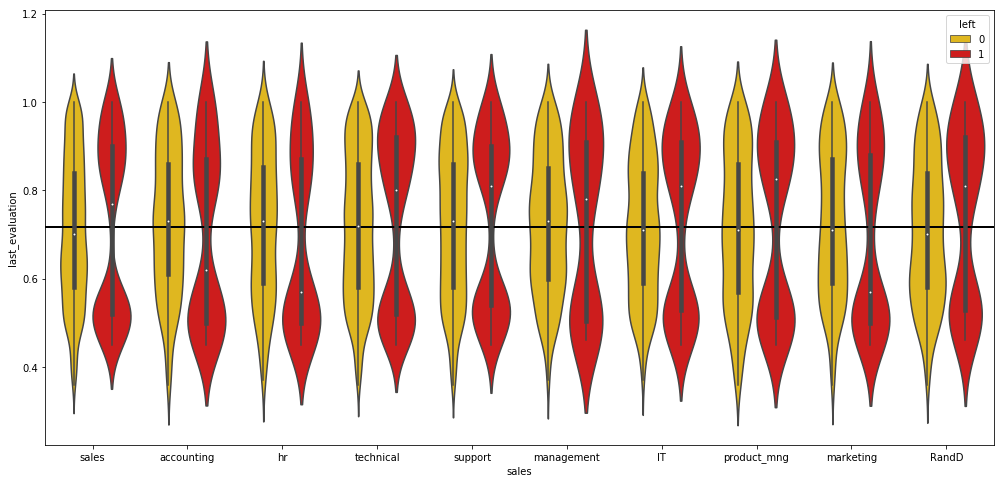 1.2
left
0
1
1.0
0.8
last_evaluation
0.6
0.4
sales accounting hr technical support management IT product_mng marketing RandD
sales